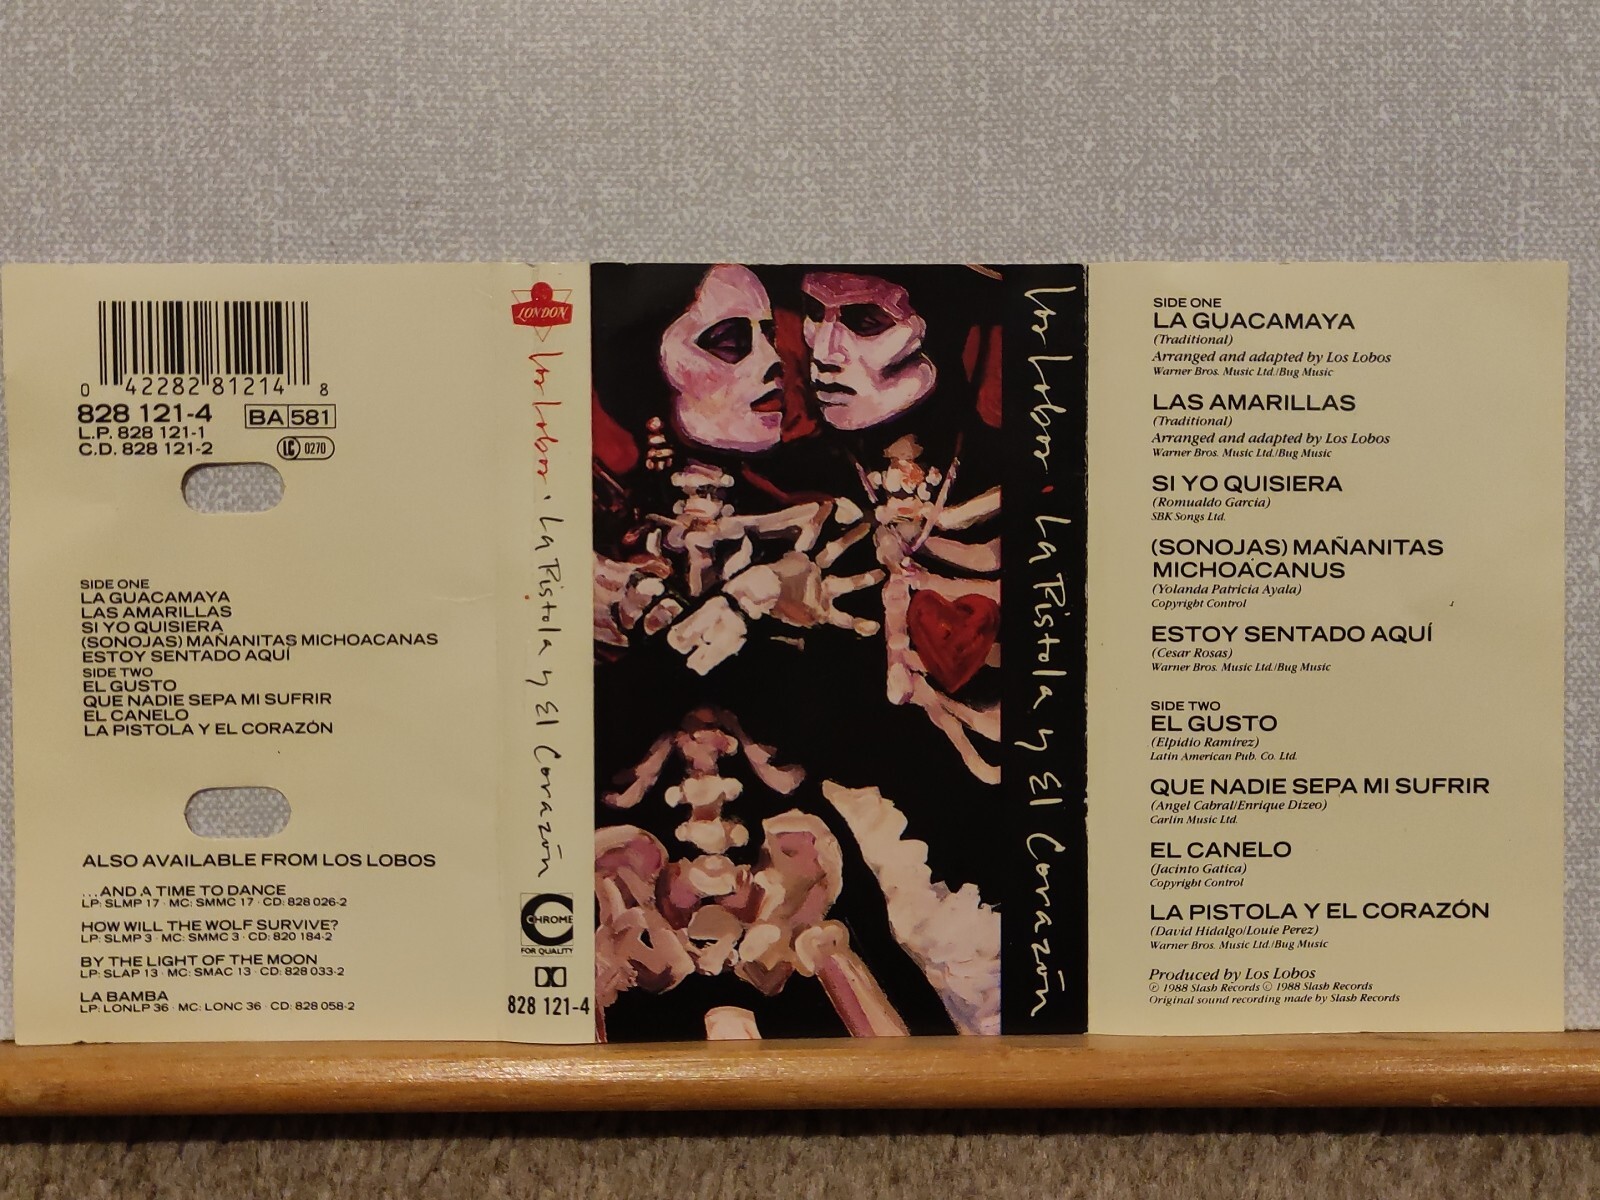 0 42282 81214 8
828 121-4 BA 581
L.P. 828 121-1
C.D. 828 121-2 LC 0270
SIDE ONE
LA GUACAMAYA
LAS AMARILLAS
SI YO QUISIERA
(SONOJAS) MAÑANITAS MICHOACANAS
ESTOY SENTADO AQUÍ
SIDE TWO
EL GUSTO
QUE NADIE SEPA MI SUFRIR
EL CANELO
LA PISTOLA Y EL CORAZÓN
ALSO AVAILABLE FROM LOS LOBOS
...AND A TIME TO DANCE
LP: SLMP 17 · MC: SMMC 17 · CD: 828 026-2
HOW WILL THE WOLF SURVIVE?
LP: SLMP 3 · MC: SMMC 3 · CD: 820 184-2
BY THE LIGHT OF THE MOON
LP: SLAP 13 · MC: SMAC 13 · CD: 828 033-2
LA BAMBA
LP: LONLP 36 · MC: LONC 36 · CD: 828 058-2
LONDON
Los Lobos · La Pistola y El Corazón
CHROME
FOR QUALITY
828 121-4
Los Lobos · La Pistola y El Corazón
SIDE ONE
LA GUACAMAYA
(Traditional)
Arranged and adapted by Los Lobos
Warner Bros. Music Ltd./Bug Music
LAS AMARILLAS
(Traditional)
Arranged and adapted by Los Lobos
Warner Bros. Music Ltd./Bug Music
SI YO QUISIERA
(Romualdo Garcia)
SBK Songs Ltd.
(SONOJAS) MAÑANITAS
MICHOACANUS
(Yolanda Patricia Ayala)
Copyright Control
ESTOY SENTADO AQUÍ
(Cesar Rosas)
Warner Bros. Music Ltd./Bug Music
SIDE TWO
EL GUSTO
(Elpidio Ramirez)
Latin American Pub. Co. Ltd.
QUE NADIE SEPA MI SUFRIR
(Angel Cabral/Enrique Dizeo)
Carlin Music Ltd.
EL CANELO
(Jacinto Gatica)
Copyright Control
LA PISTOLA Y EL CORAZÓN
(David Hidalgo/Louie Perez)
Warner Bros. Music Ltd./Bug Music
Produced by Los Lobos
℗ 1988 Slash Records © 1988 Slash Records
Original sound recording made by Slash Records